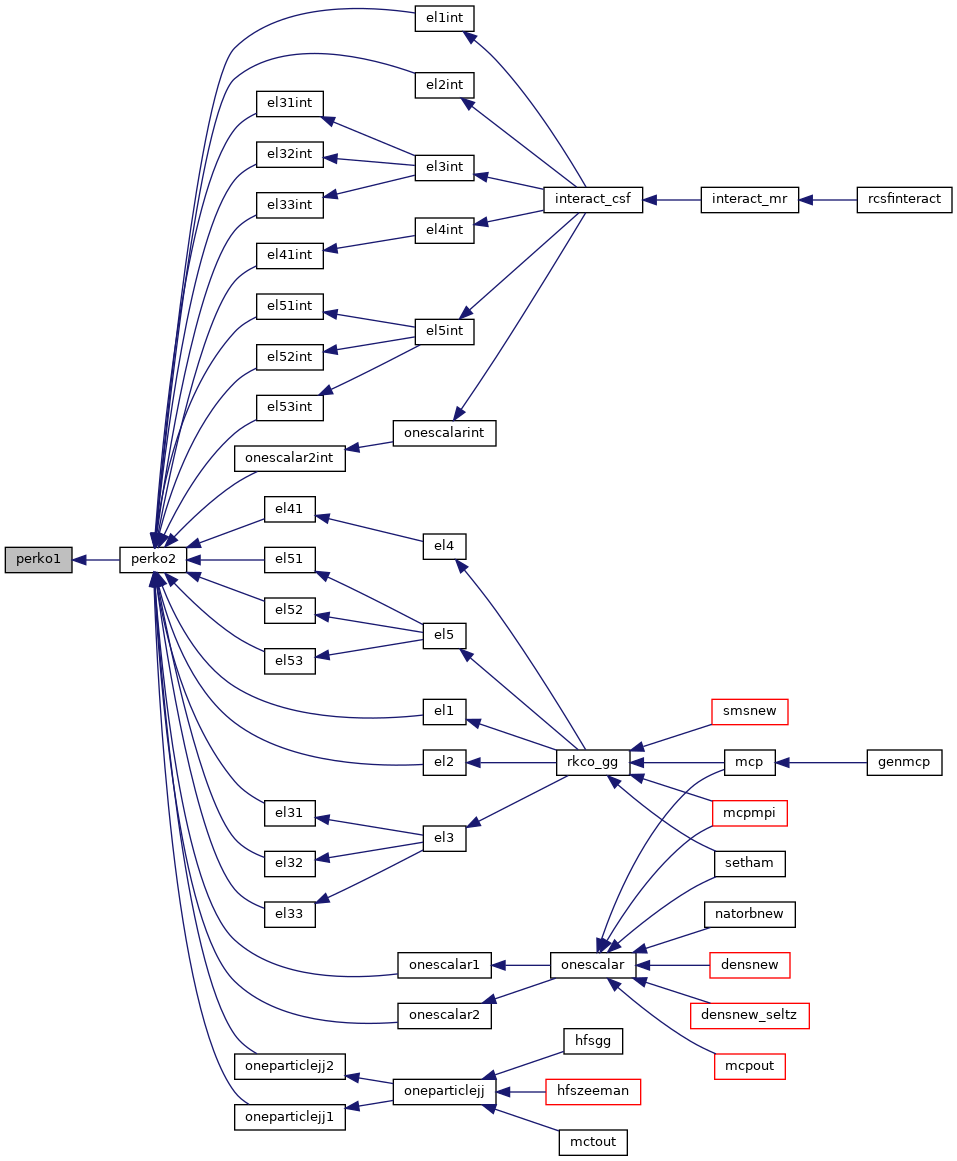 el1int
el2int
el31int
el32int
el3int
el33int
interact_csf
interact_mr
rcsfinteract
el41int
el4int
el51int
el5int
el52int
el53int
onescalarint
onescalar2int
el41
el4
perko1
perko2
el51
el52
el5
el53
el1
smsnew
el2
rkco_gg
mcp
genmcp
el31
mcpmpi
el3
el32
setham
el33
natorbnew
onescalar1
onescalar
densnew
onescalar2
densnew_seltz
hfsgg
oneparticlejj2
mcpout
oneparticlejj
hfszeeman
oneparticlejj1
mctout